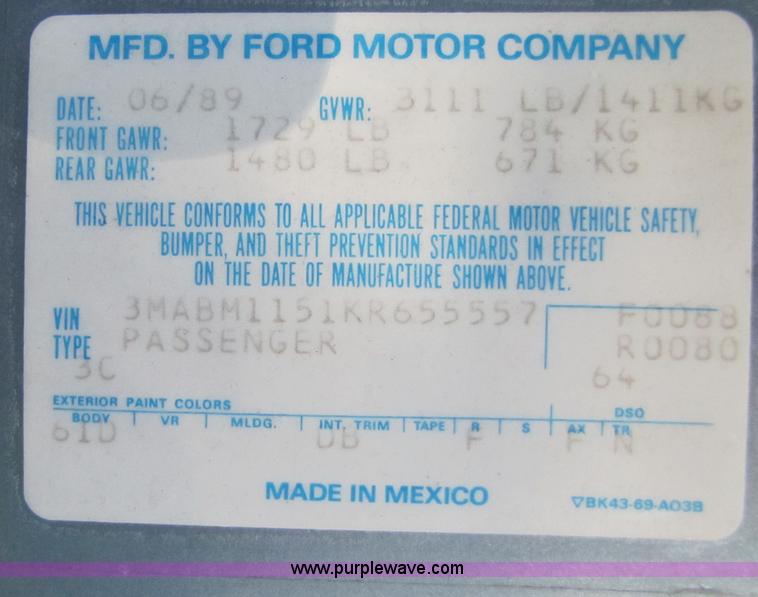 MFD. BY FORD MOTOR COMPANY
DATE: 06/89 GVWR: 3111 LB/1411KG
FRONT GAWR: 1729 LB 784 KG
REAR GAWR: 1480 LB 671 KG
THIS VEHICLE CONFORMS TO ALL APPLICABLE FEDERAL MOTOR VEHICLE SAFETY,
BUMPER, AND THEFT PREVENTION STANDARDS IN EFFECT
ON THE DATE OF MANUFACTURE SHOWN ABOVE.
VIN 3MABM1151KR655557 F0088
TYPE PASSENGER R0080
3C 64
EXTERIOR PAINT COLORS DSO
BODY VR MLDG. INT. TRIM TAPE R S AX TR
61D DB F F N
MADE IN MEXICO ▽BK43-69-A03B
www.purplewave.com